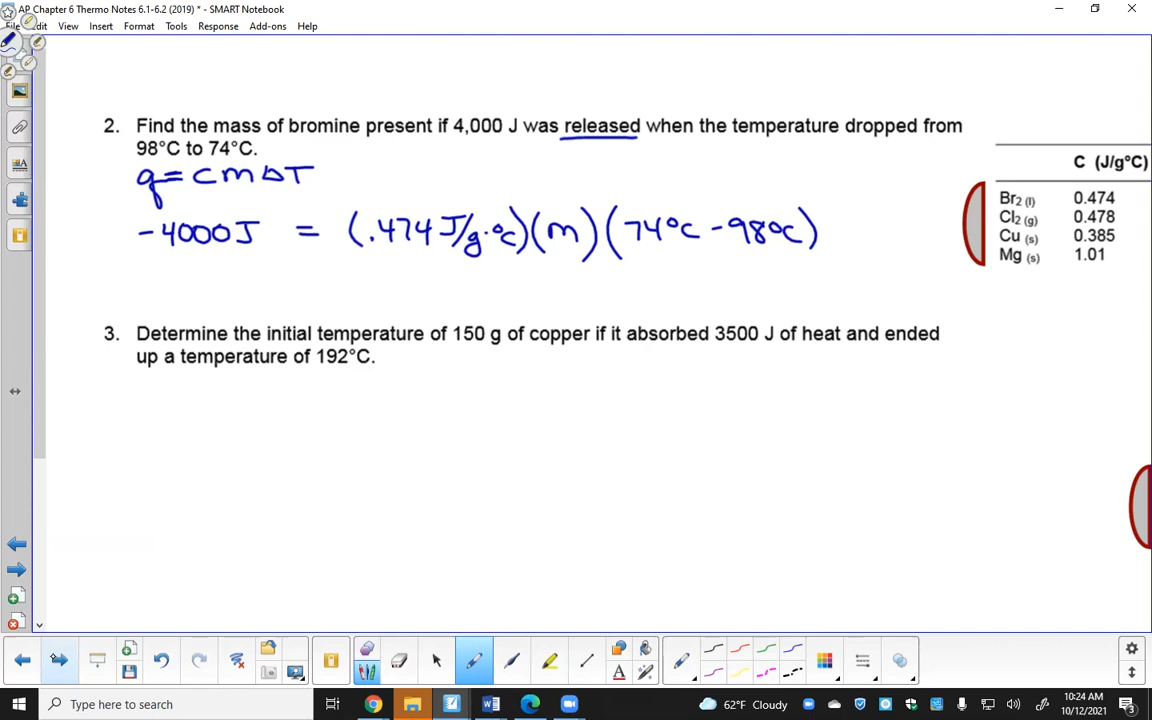 AP Chapter 6 Thermo Notes 6.1-6.2 (2019) * - SMART Notebook
File Edit View Insert Format Tools Resources Add-ons Help
2. Find the mass of bromine present if 4,000 J was released when the temperature dropped from
98°C to 74°C.
q = C m Δ T
-4000 J = (.474 J/g·°C)(m)(74°C - 98°C)
C (J/g°C)
Br2 (l) 0.474
Cl2 (g) 0.478
Cu (s) 0.385
Mg (s) 1.01
3. Determine the initial temperature of 150 g of copper if it absorbed 3500 J of heat and ended
up a temperature of 192°C.
Type here to search
62°F Cloudy
10:24 AM
10/12/2021
3